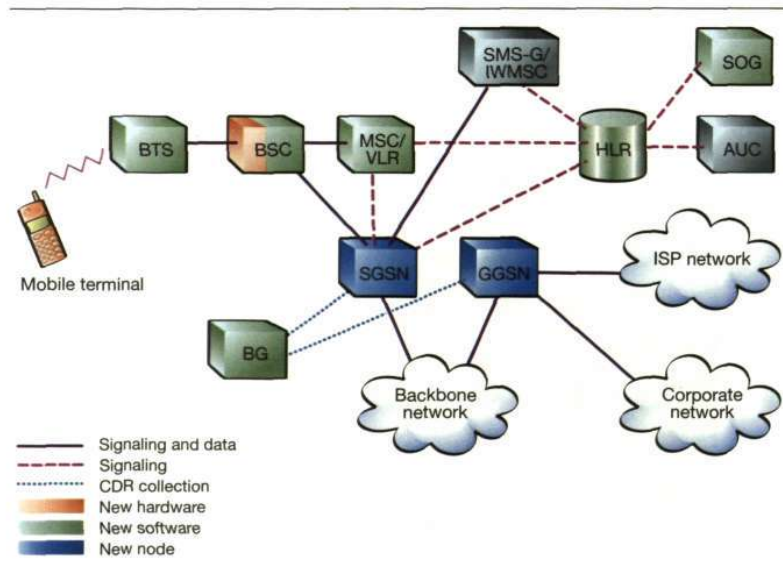 SMS-G/
IWMSC
SOG
BTS
BSC
MSC/
VLR
HLR
AUC
Mobile terminal
SGSN
GGSN
ISP network
BG
Backbone
network
Corporate
network
Signaling and data
Signaling
CDR collection
New hardware
New software
New node